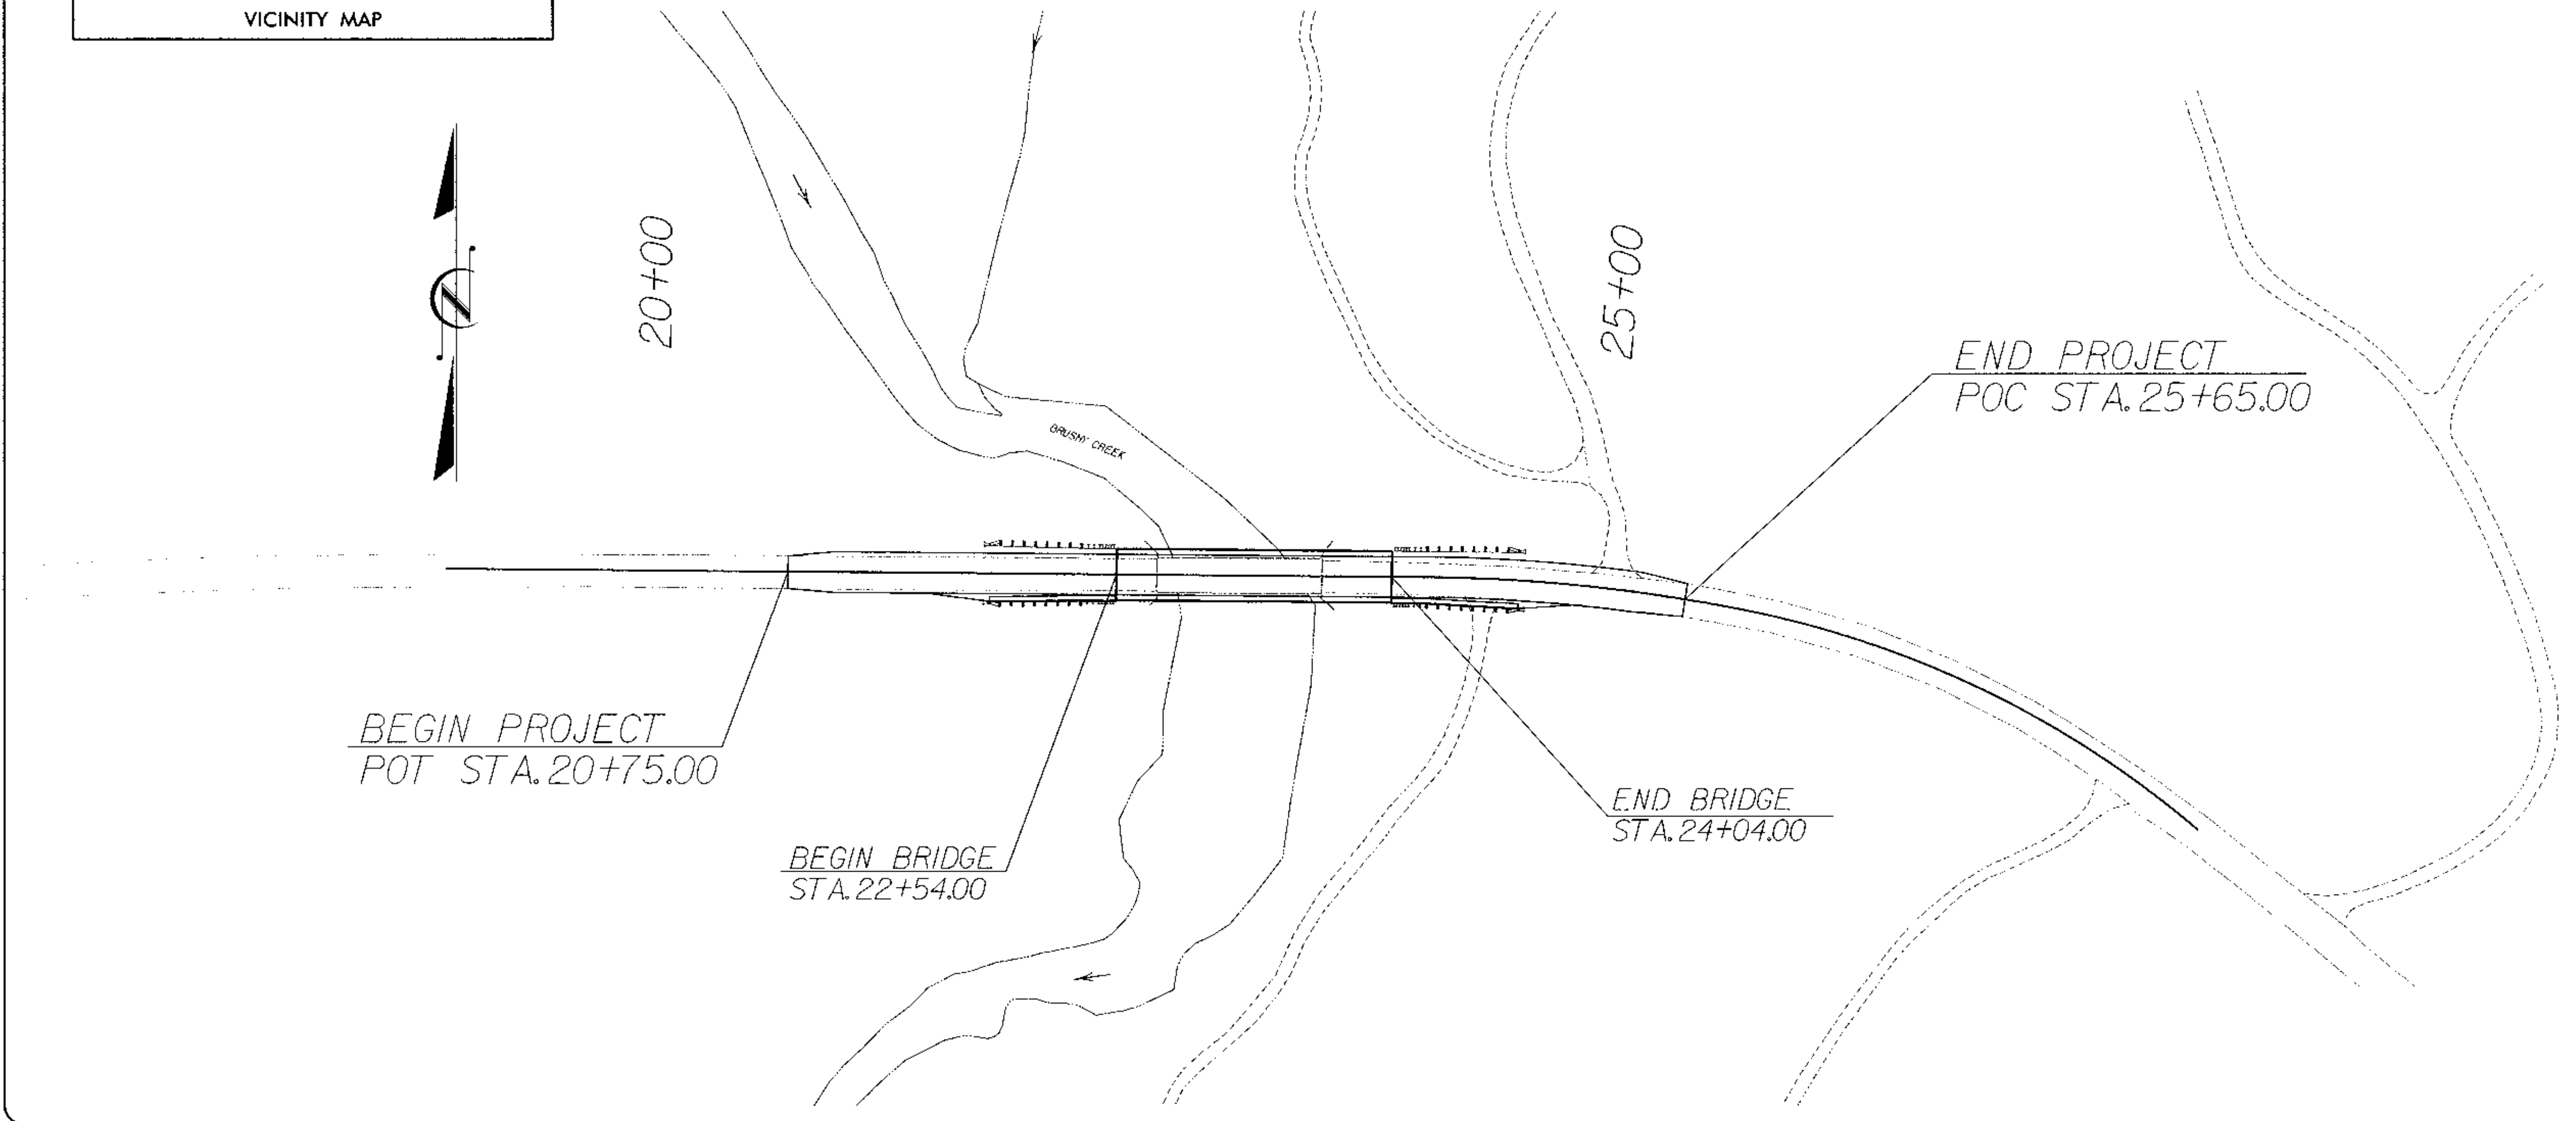 VICINITY MAP
20+00
25+00
END PROJECT
POC STA. 25+65.00
BRUSHY CREEK
BEGIN PROJECT
POT STA. 20+75.00
END BRIDGE
STA. 24+04.00
BEGIN BRIDGE
STA. 22+54.00
N